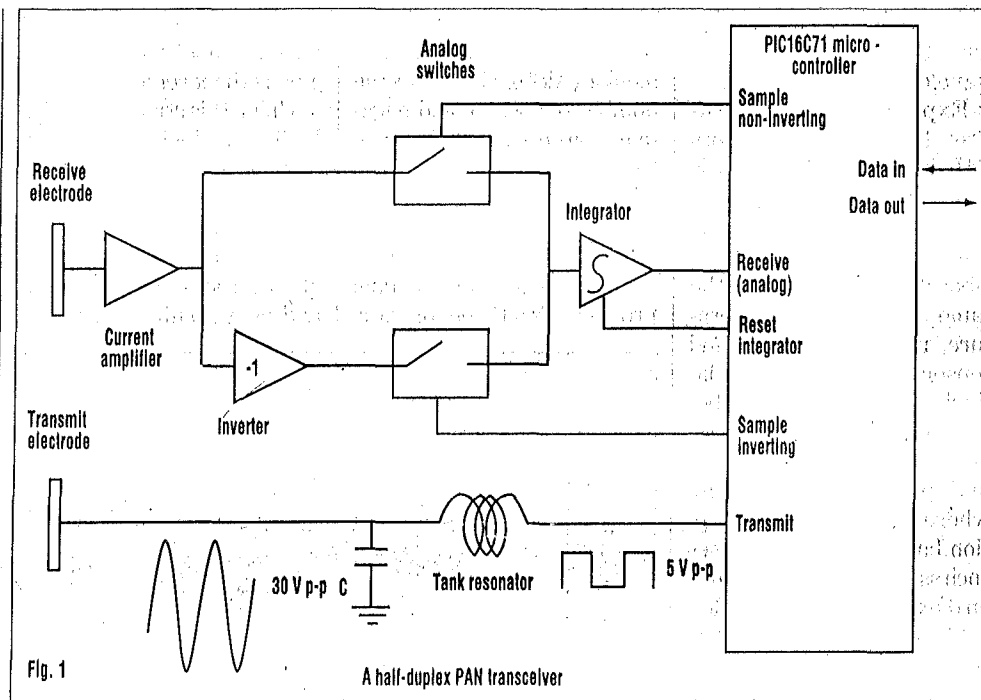 Analog
switches
PIC16C71 micro -
controller
Sample
non-inverting
Receive
electrode
Data in
Data out
Integrator
Receive
(analog)
Current
amplifier
Reset
integrator
-1
Inverter
Transmit
electrode
Sample
inverting
Transmit
30 V p-p C
Tank resonator
5 V p-p
Fig. 1
A half-duplex PAN transceiver